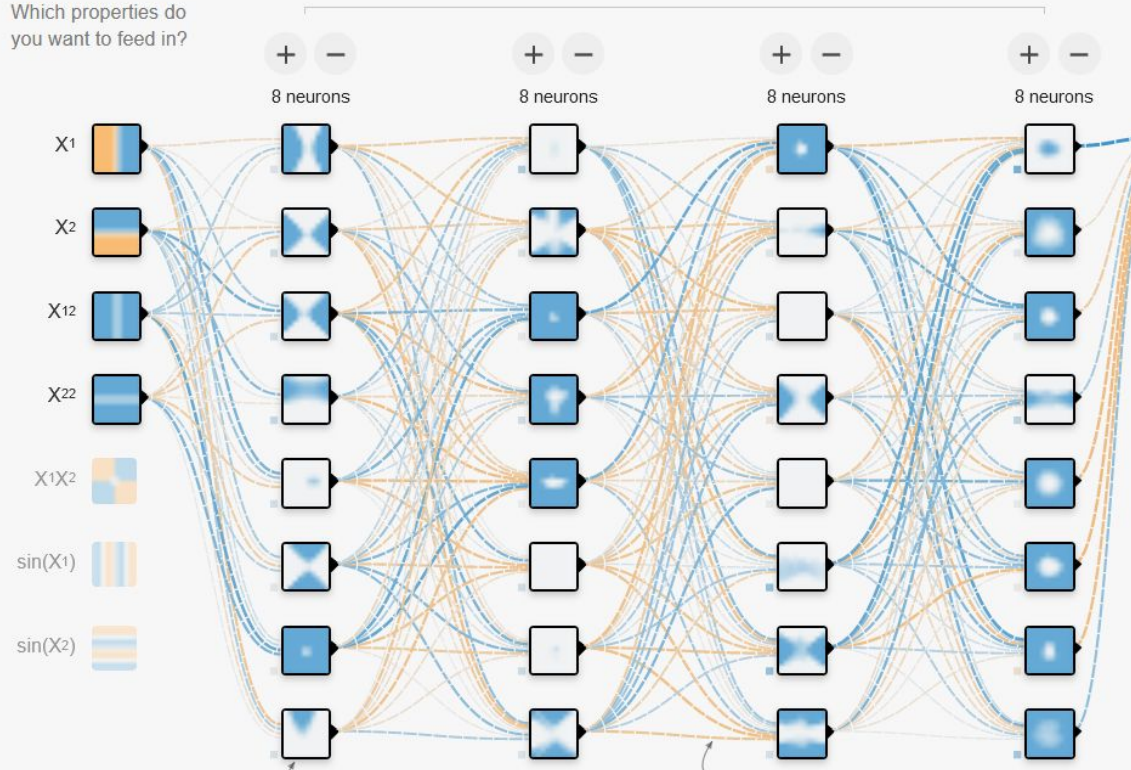 Which properties do
you want to feed in?
+ − + − + − + −
8 neurons 8 neurons 8 neurons 8 neurons
X1
X2
X12
X22
X1X2
sin(X1)
sin(X2)